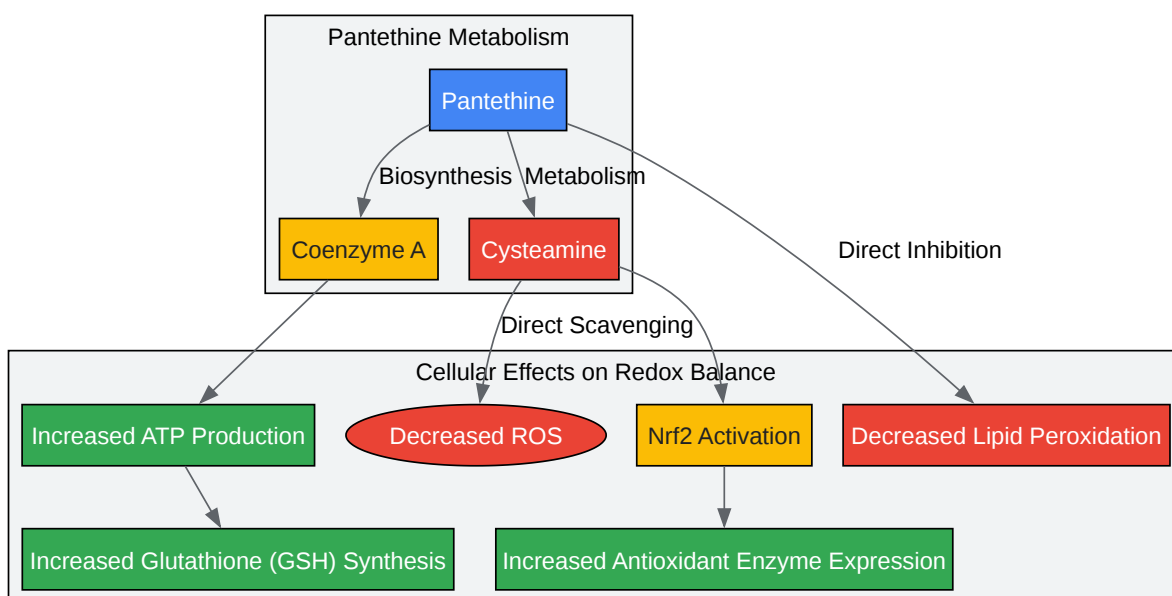 Pantethine Metabolism
Pantethine
Biosynthesis
Metabolism
Coenzyme A
Cysteamine
Direct Inhibition
Direct Scavenging
Cellular Effects on Redox Balance
Increased ATP Production
Decreased ROS
Nrf2 Activation
Decreased Lipid Peroxidation
Increased Glutathione (GSH) Synthesis
Increased Antioxidant Enzyme Expression